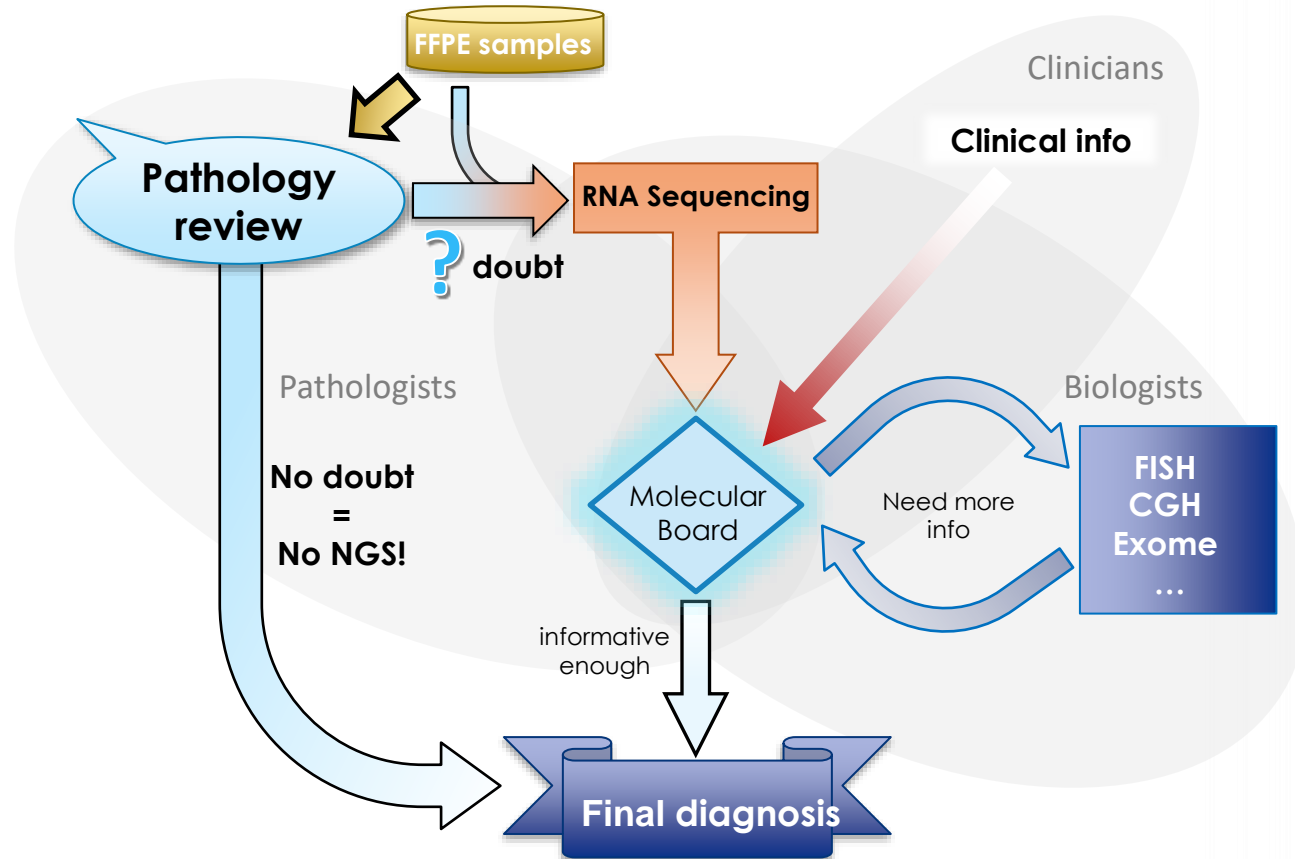 FFPE samples
Clinicians
Clinical info
Pathology
review
RNA Sequencing
? doubt
Pathologists
Biologists
No doubt
=
No NGS!
Molecular
Board
Need more
info
FISH
CGH
Exome
...
informative
enough
Final diagnosis